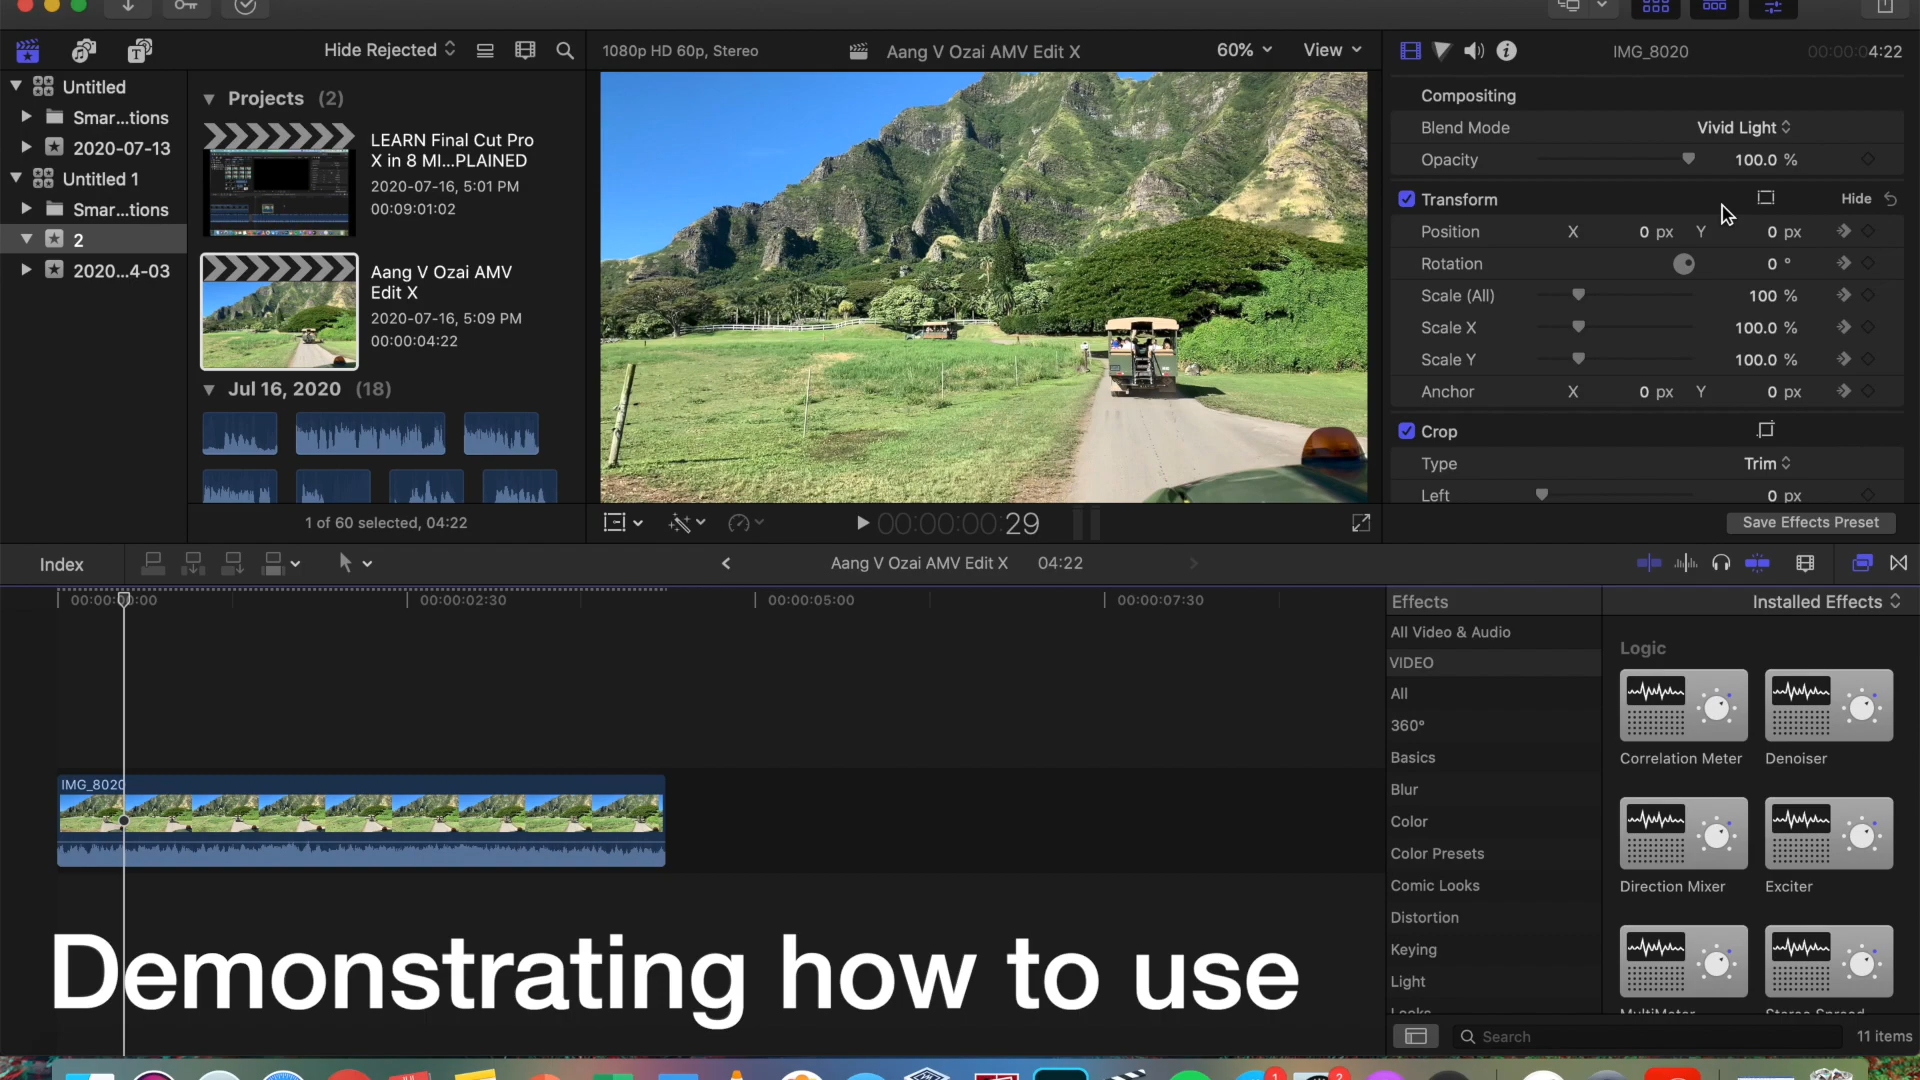 Hide Rejected
1080p HD 60p, Stereo
Aang V Ozai AMV Edit X
60%
View
IMG_8020
00:00:04:22
Untitled
Smar...tions
2020-07-13
Untitled 1
Smar...tions
2
2020...4-03
Projects (2)
LEARN Final Cut Pro
X in 8 MI...PLAINED
2020-07-16, 5:01 PM
00:09:01:02
Aang V Ozai AMV
Edit X
2020-07-16, 5:09 PM
00:00:04:22
Jul 16, 2020 (18)
1 of 60 selected, 04:22
00:00:00:29
Compositing
Blend Mode Vivid Light
Opacity 100.0 %
Transform Hide
Position X 0 px Y 0 px
Rotation 0 °
Scale (All) 100 %
Scale X 100.0 %
Scale Y 100.0 %
Anchor X 0 px Y 0 px
Crop
Type Trim
Left 0 px
Save Effects Preset
Index
Aang V Ozai AMV Edit X 04:22
00:00:02:30
00:00:05:00
00:00:07:30
IMG_8020
Demonstrating how to use
Effects
Installed Effects
All Video & Audio
VIDEO
All
360°
Basics
Blur
Color
Color Presets
Comic Looks
Distortion
Keying
Light
Logic
Correlation Meter
Denoiser
Direction Mixer
Exciter
Search
11 items